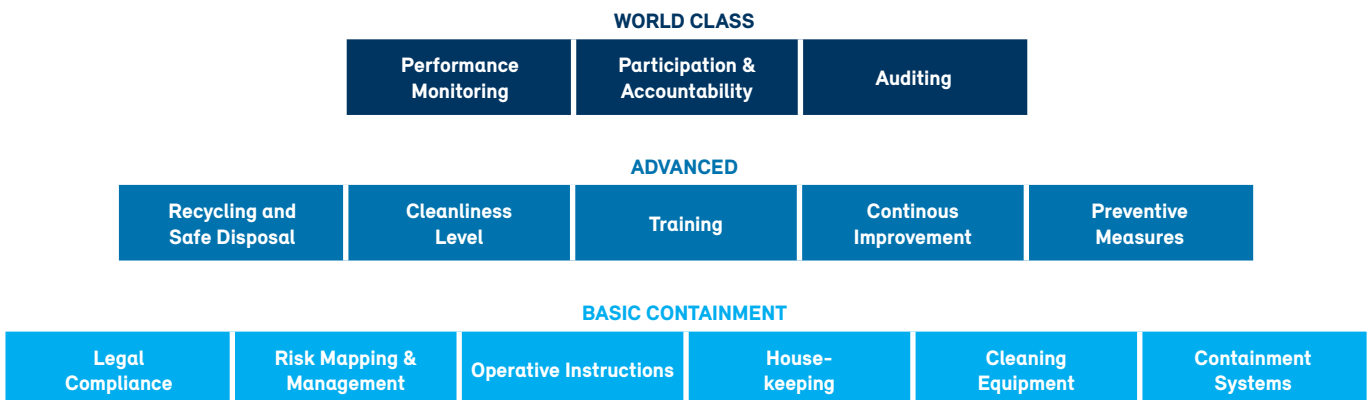 WORLD CLASS
Performance
Monitoring
Participation &
Accountability
Auditing
ADVANCED
Recycling and
Safe Disposal
Cleanliness
Level
Training
Continous
Improvement
Preventive
Measures
BASIC CONTAINMENT
Legal
Compliance
Risk Mapping &
Management
Operative Instructions
House-
keeping
Cleaning
Equipment
Containment
Systems